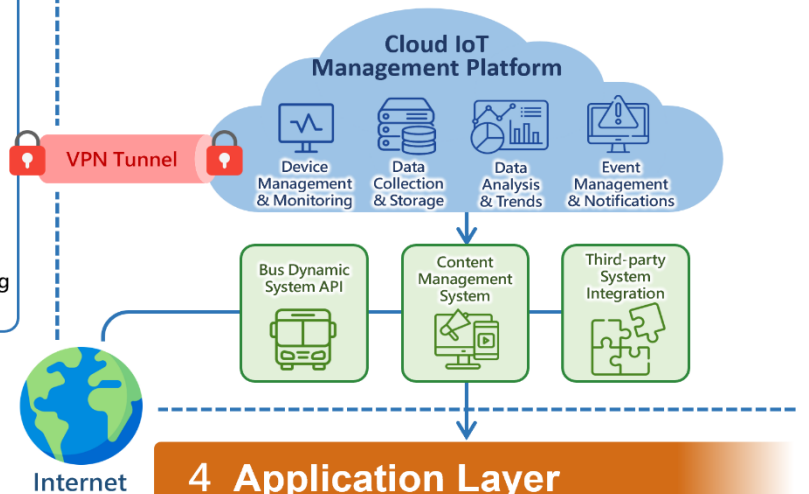 Cloud IoT
Management Platform
VPN Tunnel
Device
Management
& Monitoring
Data
Collection
& Storage
Data
Analysis
& Trends
Event
Management
& Notifications
g
Bus Dynamic
System API
Content
Management
System
Third-party
System
Integration
Internet
4 Application Layer